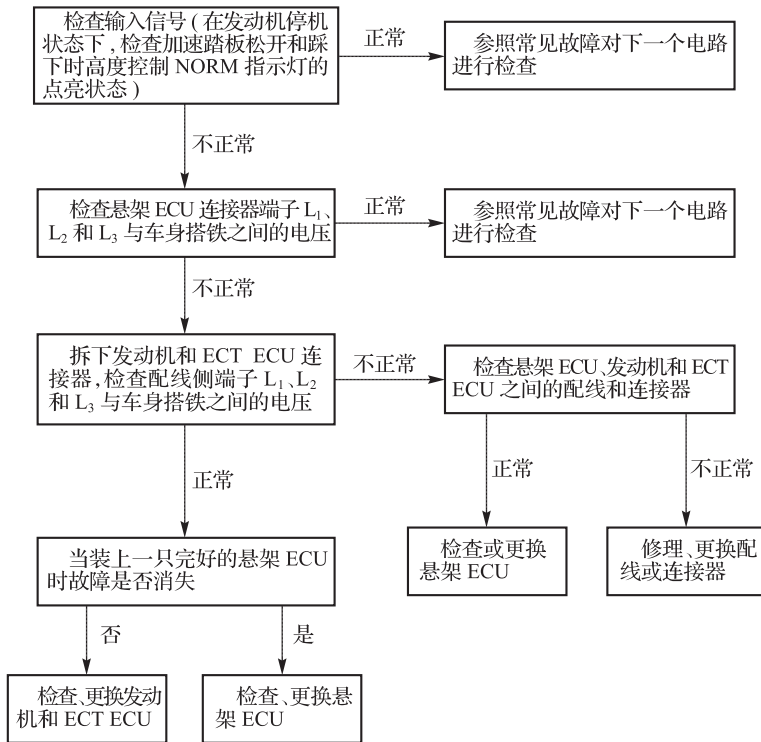 检查输入信号(在发动机停机
状态下,检查加速踏板松开和踩
下时高度控制 NORM 指示灯的
点亮状态)
正常
参照常见故障对下一个电路
进行检查
不正常
检查悬架 ECU 连接器端子 L₁、
L₂ 和 L₃ 与车身搭铁之间的电压
正常
参照常见故障对下一个电路
进行检查
不正常
拆下发动机和 ECT ECU 连
接器,检查配线侧端子 L₁、L₂
和 L₃ 与车身搭铁之间的电压
不正常
检查悬架 ECU、发动机和 ECT
ECU 之间的配线和连接器
正常
正常
不正常
当装上一只完好的悬架 ECU
时故障是否消失
检查或更换
悬架 ECU
修理、更换配
线或连接器
否
是
检查、更换发动
机和 ECT ECU
检查、更换悬
架 ECU